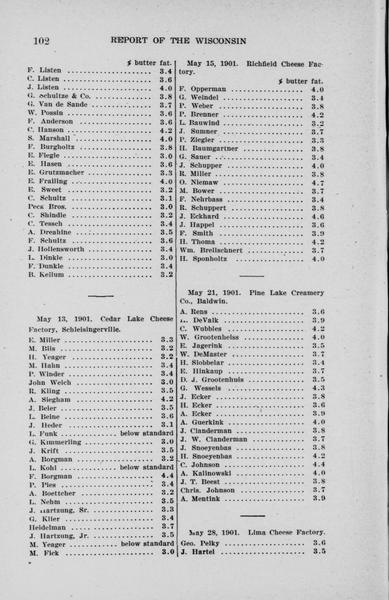 102 REPORT OF THE WISCONSIN
% butter fat.
F. Listen ........................ 3.4
C. Listen ........................ 3.6
J. Listen ........................ 4.0
G. Schultze & Co. ................ 3.8
G. Van de Sande .................. 3.7
W. Possin ........................ 3.6
F. Anderson ...................... 3.6
C. Hanson ........................ 4.2
S. Marshall ...................... 4.0
F. Burgholtz ..................... 3.8
E. Flegle ........................ 3.0
E. Hasen ......................... 3.6
E. Grutzmacher ................... 3.3
E. Frailing ...................... 4.0
E. Sweet ......................... 3.2
C. Schultz ....................... 3.1
Pees Bros. ....................... 3.0
C. Shindle ....................... 3.2
C. Tessch ........................ 3.4
A. Dreahine ...................... 3.5
F. Schultz ....................... 3.6
J. Hollensworth .................. 3.4
L. Dinkle ........................ 3.0
F. Dunkle ........................ 3.4
B. Kellum ........................ 3.2
May 13, 1901. Cedar Lake Cheese
Factory, Schleisingerville.
E. Miller ........................ 3.3
M. Biis .......................... 3.2
H. Yeager ........................ 3.2
M. Hahn .......................... 3.4
P. Winder ........................ 3.4
John Welch ....................... 3.0
R. Kling ......................... 3.5
A. Siegham ....................... 4.2
J. Beier ......................... 3.5
L. Beine ......................... 3.6
J. Heder ......................... 3.1
L. Funk .............. below standard
G. Kimmerling .................... 3.0
J. Krift ......................... 3.5
A. Borgman ....................... 3.2
L. Kohl .............. below standard
F. Borgman ....................... 4.4
P. Pies .......................... 3.4
A. Boettcher ..................... 3.2
L. Nehm .......................... 3.5
J. Hartzung, Sr. ................. 3.3
G. Klier ......................... 3.4
Heidelman ........................ 3.7
J. Hartzung, Jr. ................. 3.5
M. Yeager ............ below standard
M. Fick .......................... 3.0
May 15, 1901. Richfield Cheese Fac-
tory.
% butter fat.
F. Opperman ...................... 4.0
G. Weindel ....................... 3.4
P. Weber ......................... 3.8
P. Brenner ....................... 4.2
L. Bauwind ....................... 3.2
J. Sumner ........................ 3.7
P. Ziegler ....................... 3.3
H. Baumgartner ................... 3.8
G. Sauer ......................... 3.4
J. Schupper ...................... 4.0
R. Miller ........................ 3.8
O. Niemaw ........................ 4.7
M. Bower ......................... 3.7
F. Nehrbass ...................... 3.4
R. Schuppert ..................... 3.8
J. Eckhard ....................... 4.6
J. Happel ........................ 3.6
F. Smith ......................... 3.9
H. Thoma ......................... 4.2
Wm. Breilschnert ................. 3.7
H. Sponholtz ..................... 4.0
May 21, 1901. Pine Lake Creamery
Co., Baldwin.
A. Rens .......................... 3.6
DeValk ........................... 3.9
C. Wubbles ....................... 4.2
W. Grootenheiss .................. 4.0
E. Jagerink ...................... 3.5
W. DeMaster ...................... 3.7
H. Slobbelar ..................... 3.4
E. Hinkaup ....................... 3.7
D. J. Grootenhuis ................ 3.5
G. Wessels ....................... 4.3
J. Ecker ......................... 3.8
H. Ecker ......................... 3.6
A. Ecker ......................... 3.9
A. Guerkink ...................... 4.0
J. Clanderman .................... 3.8
J. W. Clanderman ................. 3.7
J. Snoeyenbas .................... 3.8
H. Snoeyenbas .................... 4.2
C. Johnson ....................... 4.4
A. Kalinowski .................... 4.0
J. T. Beest ...................... 3.8
Chris. Johnson ................... 3.7
A. Mentink ....................... 3.9
May 28, 1901. Lima Cheese Factory.
Geo. Pelky ....................... 3.6
J. Hartel ........................ 3.5